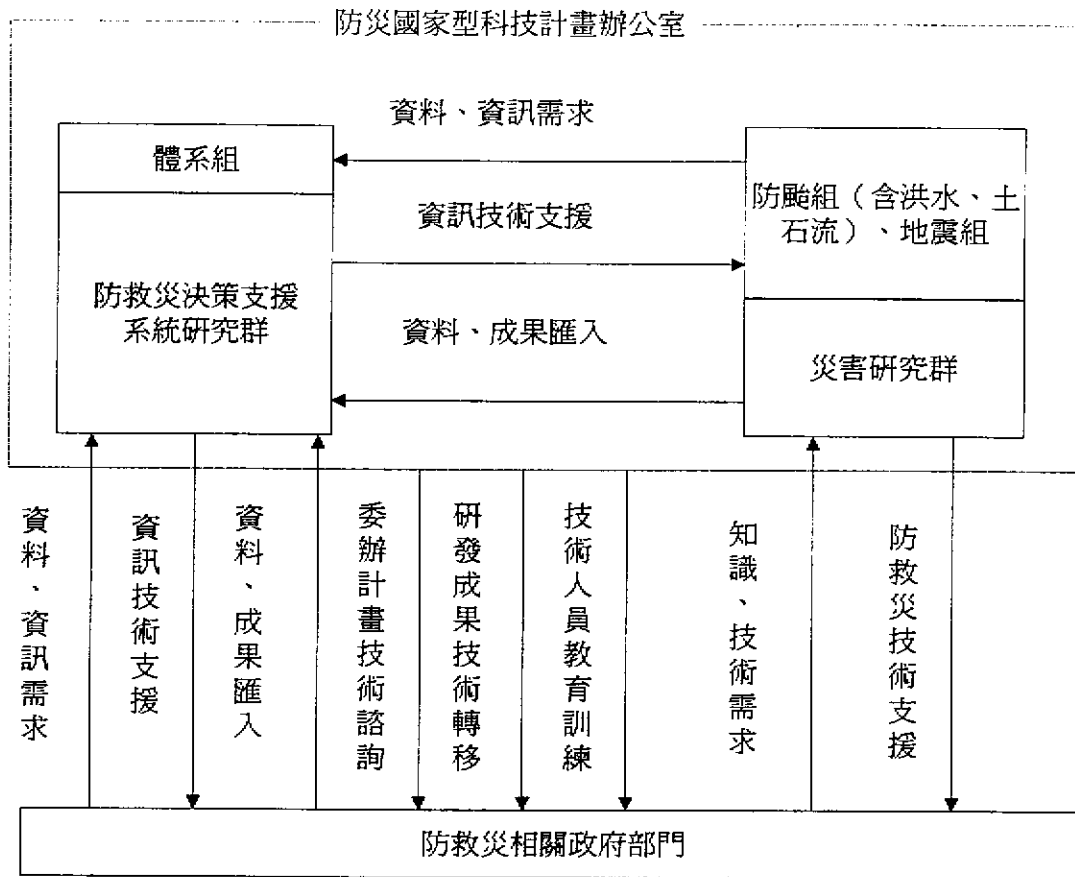 防災國家型科技計畫辦公室
資料、資訊需求
體系組
防颱組（含洪水、土
石流）、地震組
資訊技術支援
防救災決策支援
系統研究群
資料、成果匯入
災害研究群
資料、資訊需求
資訊技術支援
資料、成果匯入
委辦計畫技術諮詢
研發成果技術轉移
技術人員教育訓練
知識、技術需求
防救災技術支援
防救災相關政府部門